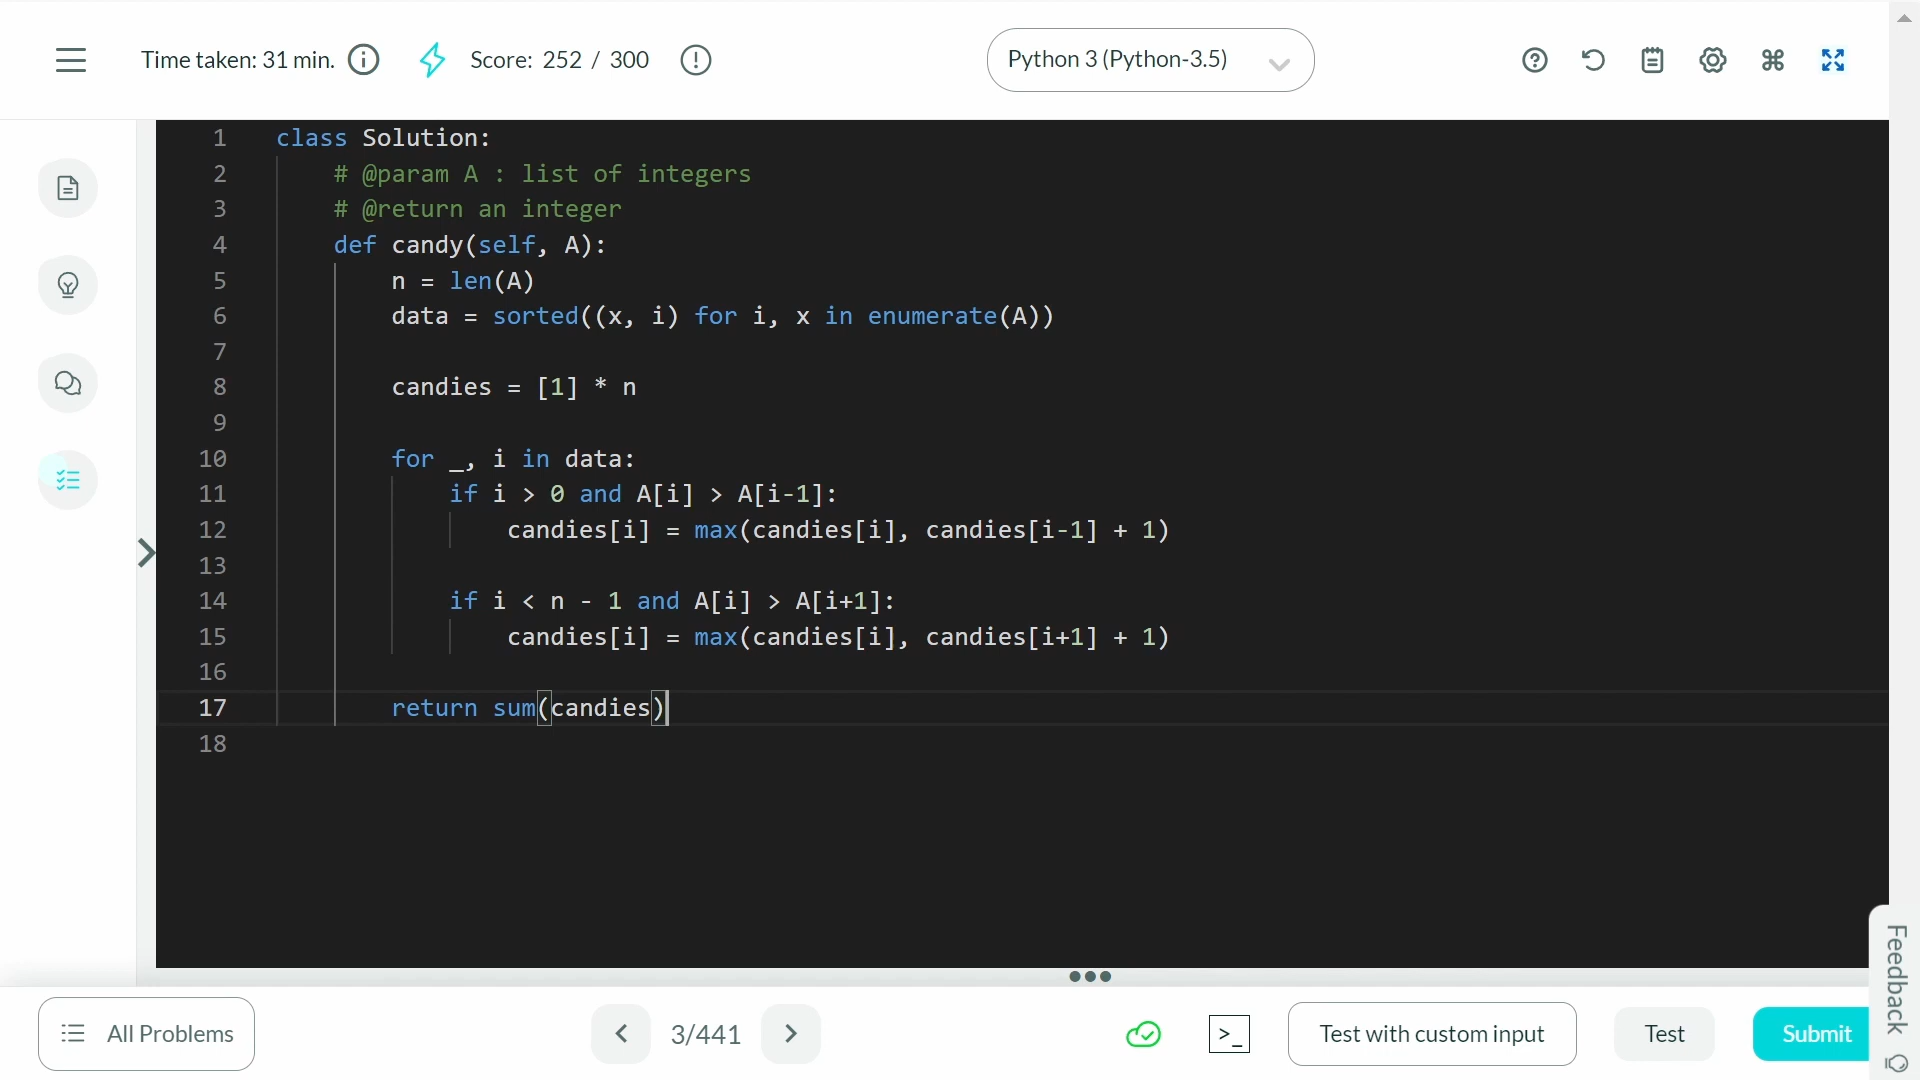 Time taken: 31 min.
Score: 252 / 300
Python 3 (Python-3.5)
1 class Solution:
2 # @param A : list of integers
3 # @return an integer
4 def candy(self, A):
5 n = len(A)
6 data = sorted((x, i) for i, x in enumerate(A))
7
8 candies = [1] * n
9
10 for _, i in data:
11 if i > 0 and A[i] > A[i-1]:
12 candies[i] = max(candies[i], candies[i-1] + 1)
13
14 if i < n - 1 and A[i] > A[i+1]:
15 candies[i] = max(candies[i], candies[i+1] + 1)
16
17 return sum(candies)
18
Feedback
All Problems
3/441
>_
Test with custom input
Test
Submit